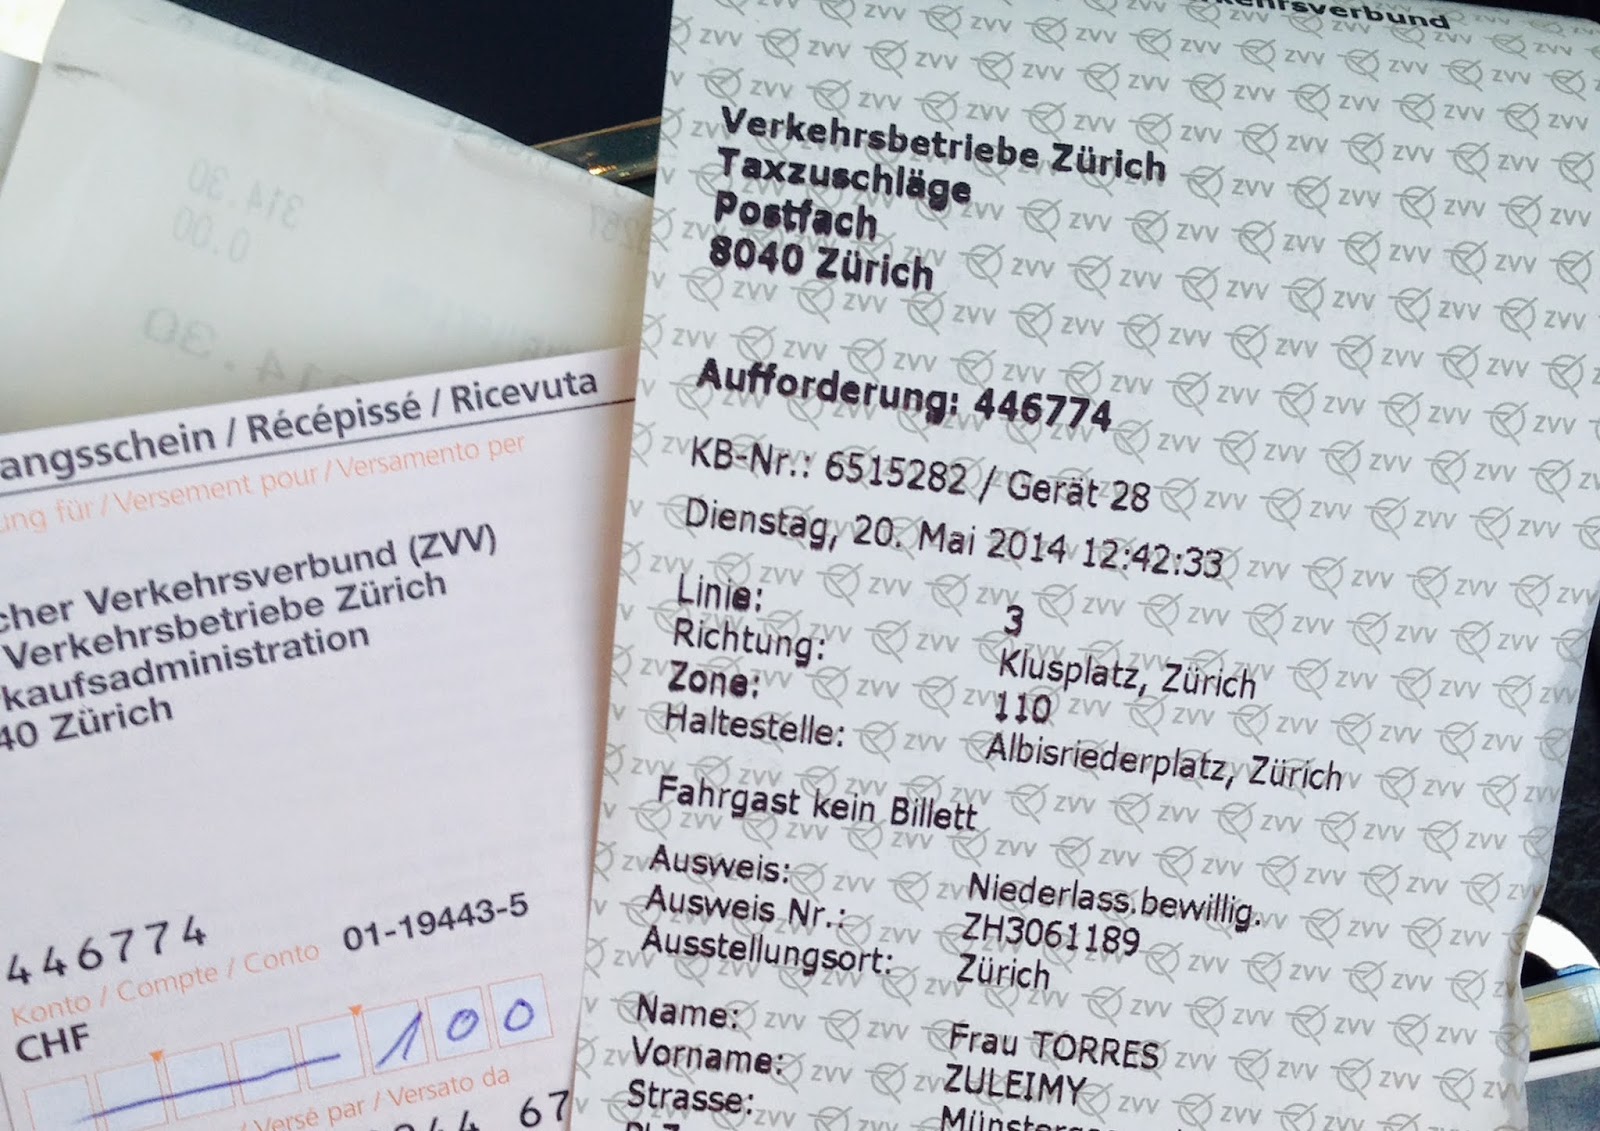 Verkehrsbetriebe Zürich
Taxzuschläge
Postfach
8040 Zürich
Aufforderung: 446774
KB-Nr.: 6515282 / Gerät 28
Dienstag, 20. Mai 2014 12:42:33
Linie: 3
Richtung: Klusplatz, Zürich
Zone: 110
Haltestelle: Albisriederplatz, Zürich
Fahrgast kein Billett
Ausweis: Niederlass.bewillig.
Ausweis Nr.: ZH3061189
Ausstellungsort: Zürich
Name: Frau TORRES
Vorname: ZULEIMY
Strasse:
angsschein / Récépissé / Ricevuta
ung für / Versement pour / Versamento per
cher Verkehrsverbund (ZVV)
Verkehrsbetriebe Zürich
kaufsadministration
40 Zürich
446774
Konto / Compte / Conto 01-19443-5
CHF
100
Versé par / Versato da
67
314.30
0.00
ZVV